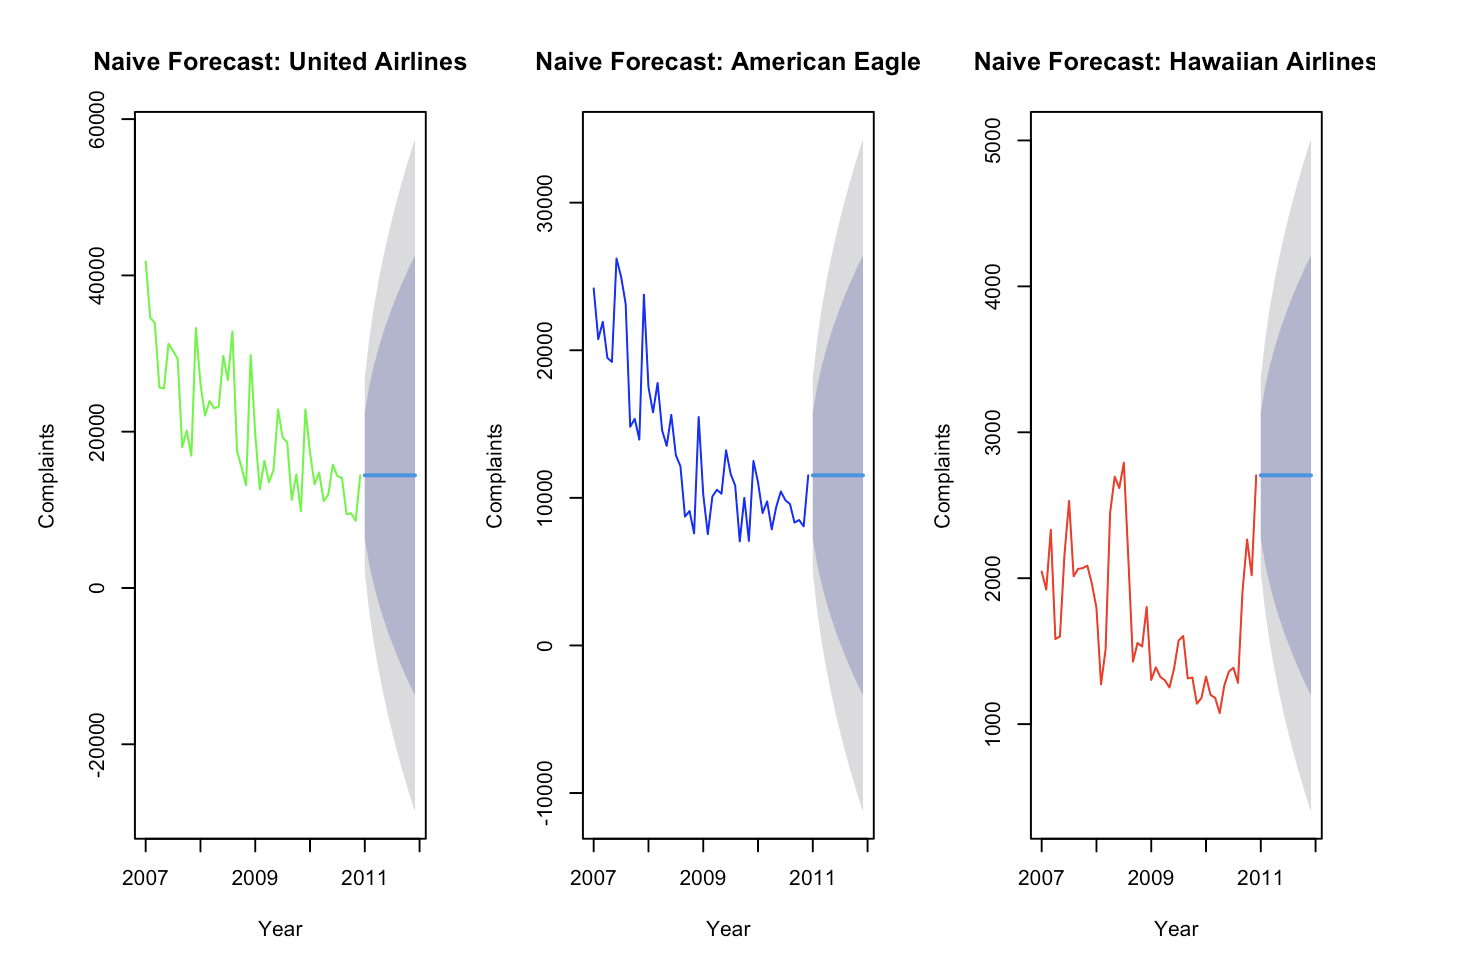 Naive Forecast: United Airlines
60000
40000
20000
0
-20000
Complaints
2007
2009
2011
Year
Naive Forecast: American Eagle
30000
20000
10000
0
-10000
Complaints
2007
2009
2011
Year
Naive Forecast: Hawaiian Airlines
5000
4000
3000
2000
1000
Complaints
2007
2009
2011
Year